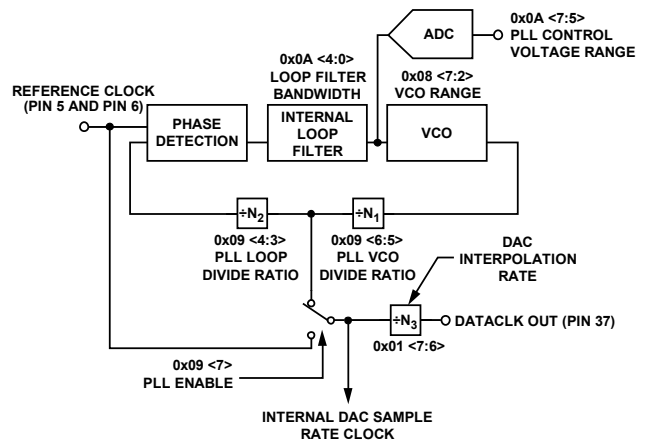 0x0A <7:5>
PLL CONTROL
VOLTAGE RANGE
ADC
0x0A <4:0>
LOOP FILTER
BANDWIDTH
0x08 <7:2>
VCO RANGE
REFERENCE CLOCK
(PIN 5 AND PIN 6)
PHASE
DETECTION
INTERNAL
LOOP
FILTER
VCO
÷N2
÷N1
0x09 <4:3>
PLL LOOP
DIVIDE RATIO
0x09 <6:5>
PLL VCO
DIVIDE RATIO
DAC
INTERPOLATION
RATE
÷N3
DATACLK OUT (PIN 37)
0x01 <7:6>
0x09 <7>
PLL ENABLE
INTERNAL DAC SAMPLE
RATE CLOCK